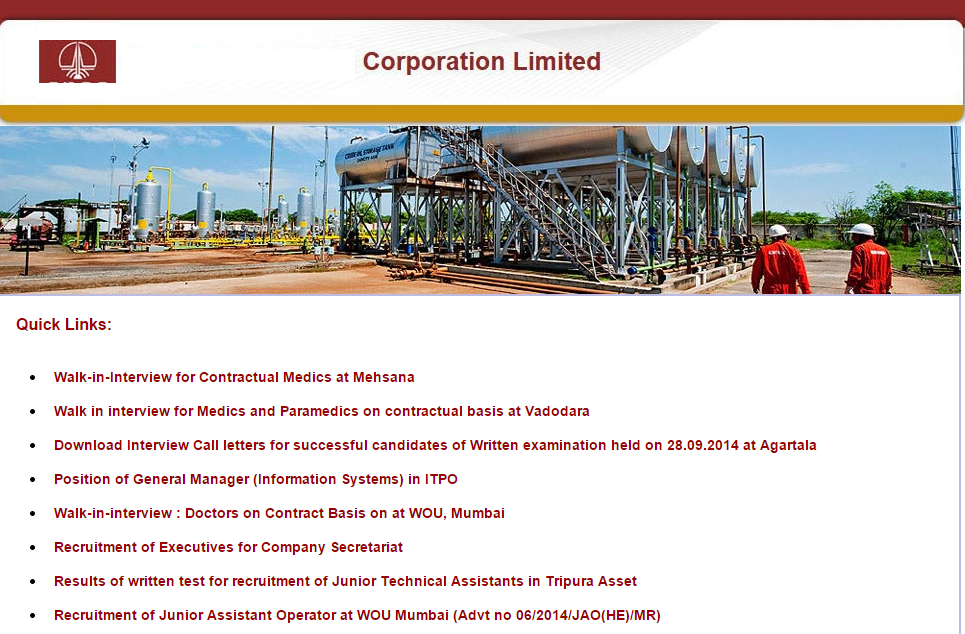 Corporation Limited
CRUDE OIL STORAGE TANK
Quick Links:
Walk-in-Interview for Contractual Medics at Mehsana
Walk in interview for Medics and Paramedics on contractual basis at Vadodara
Download Interview Call letters for successful candidates of Written examination held on 28.09.2014 at Agartala
Position of General Manager (Information Systems) in ITPO
Walk-in-interview : Doctors on Contract Basis on at WOU, Mumbai
Recruitment of Executives for Company Secretariat
Results of written test for recruitment of Junior Technical Assistants in Tripura Asset
Recruitment of Junior Assistant Operator at WOU Mumbai (Advt no 06/2014/JAO(HE)/MR)